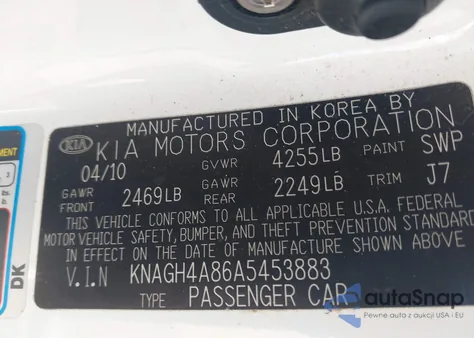 MANUFACTURED IN KOREA BY
KIA KIA MOTORS CORPORATION
04/10 GVWR 4255LB PAINT SWP
GAWR FRONT 2469LB GAWR REAR 2249LB TRIM J7
THIS VEHICLE CONFORMS TO ALL APPLICABLE U.S.A. FEDERAL
MOTOR VEHICLE SAFETY, BUMPER, AND THEFT PREVENTION STANDARD
IN EFFECT ON THE DATE OF MANUFACTURE SHOWN ABOVE
V.I.N KNAGH4A86A5453883
TYPE PASSENGER CAR
DK
autoSnap
Pewne auta z aukcji USA i EU